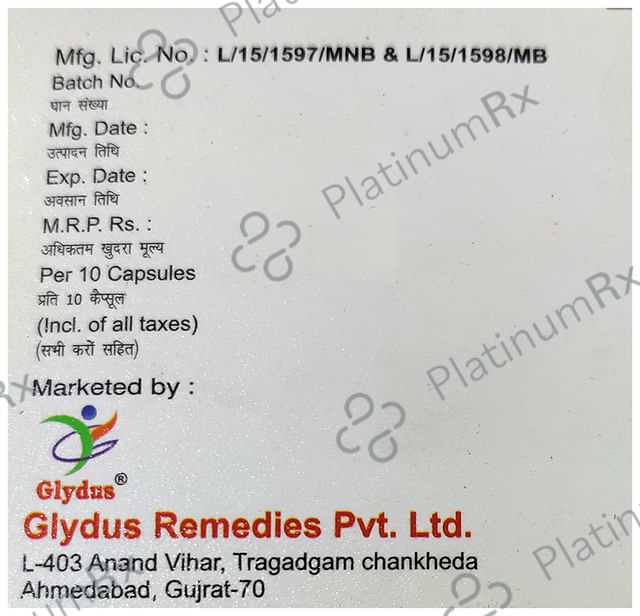 Mfg. Lic. No. : L/15/1597/MNB & L/15/1598/MB
Batch No.
घान संख्या
Mfg. Date :
उत्पादन तिथि
Exp. Date :
अवसान तिथि
M.R.P. Rs. :
अधिकतम खुदरा मूल्य
Per 10 Capsules
प्रति 10 कैप्सूल
(Incl. of all taxes)
(सभी करों सहित)
Marketed by :
Glydus®
Glydus Remedies Pvt. Ltd.
L-403 Anand Vihar, Tragadgam chankheda
Ahmedabad, Gujrat-70
PlatinumRx
PlatinumRx